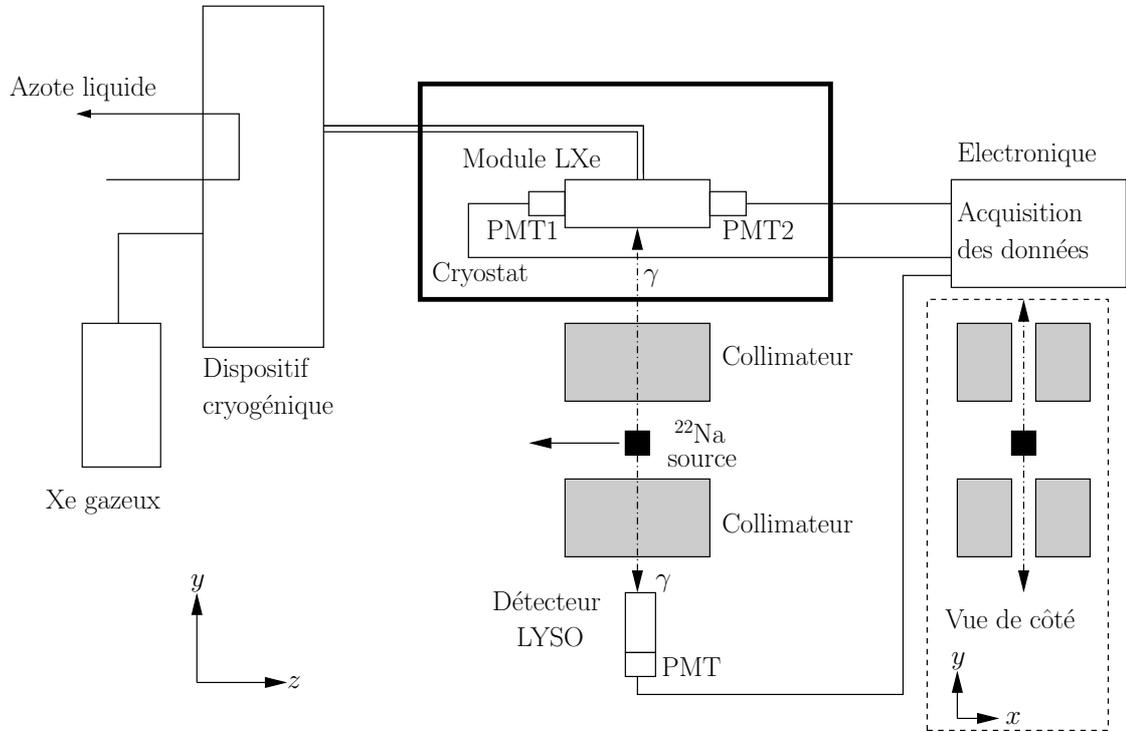 Azote liquide
Module LXe
Electronique
PMT1
PMT2
Acquisition
des données
Cryostat
γ
Dispositif
cryogénique
Collimateur
²²Na
source
Xe gazeux
Collimateur
γ
Détecteur
LYSO
PMT
y
z
Vue de côté
y
x